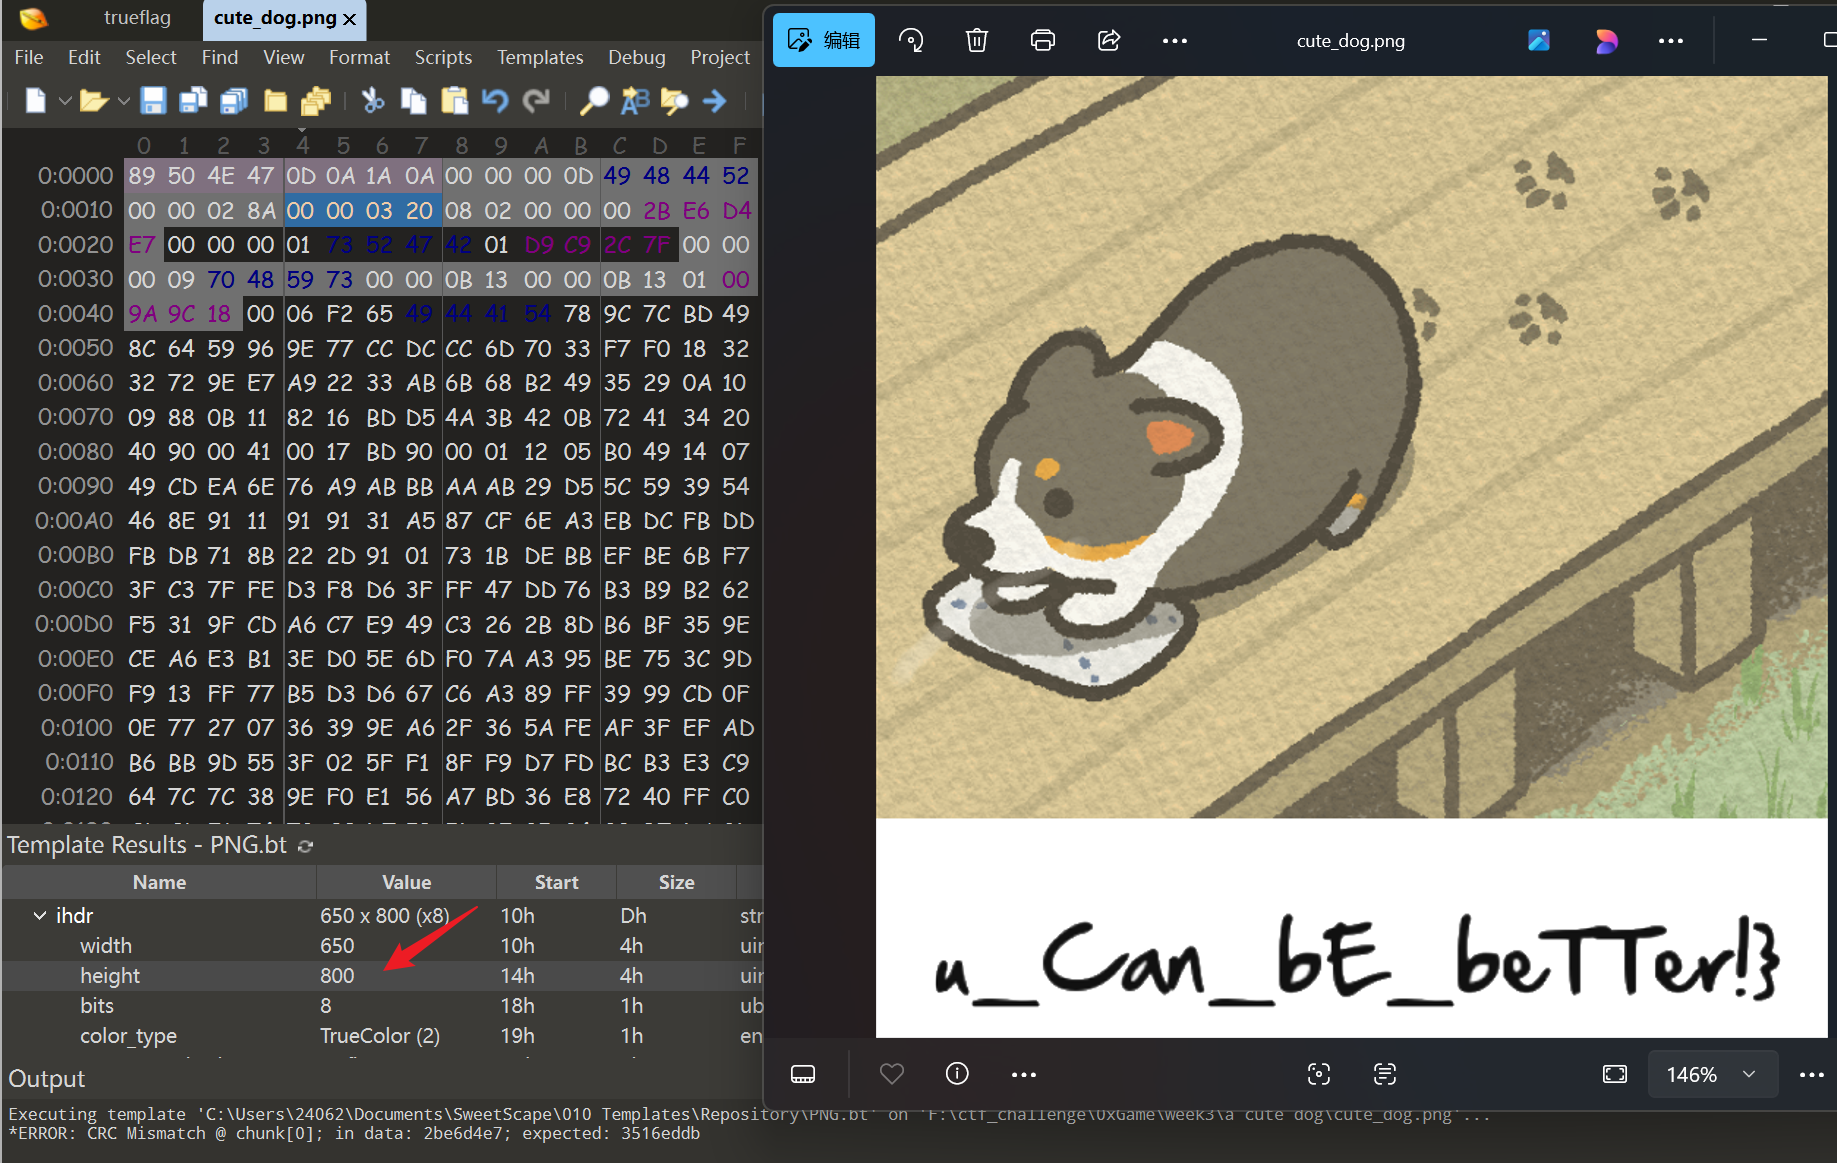 trueflag
cute_dog.png
File Edit Select Find View Format Scripts Templates Debug Project
0 1 2 3 4 5 6 7 8 9 A B C D E F
0:0000 89 50 4E 47 0D 0A 1A 0A 00 00 00 0D 49 48 44 52
0:0010 00 00 02 8A 00 00 03 20 08 02 00 00 00 2B E6 D4
0:0020 E7 00 00 00 01 73 52 47 42 01 D9 C9 2C 7F 00 00
0:0030 00 09 70 48 59 73 00 00 0B 13 00 00 0B 13 01 00
0:0040 9A 9C 18 00 06 F2 65 49 44 41 54 78 9C 7C BD 49
0:0050 8C 64 59 96 9E 77 CC DC CC 6D 70 33 F7 F0 18 32
0:0060 32 72 9E E7 A9 22 33 AB 6B 68 B2 49 35 29 0A 10
0:0070 09 88 0B 11 82 16 BD D5 4A 3B 42 0B 72 41 34 20
0:0080 40 90 00 41 00 17 BD 90 00 01 12 05 B0 49 14 07
0:0090 49 CD EA 6E 76 A9 AB BB AA AB 29 D5 5C 59 39 54
0:00A0 46 8E 91 11 91 91 31 A5 87 CF 6E A3 EB DC FB DD
0:00B0 FB DB 71 8B 22 2D 91 01 73 1B DE BB EF BE 6B F7
0:00C0 3F C3 7F FE D3 F8 D6 3F FF 47 DD 76 B3 B9 B2 62
0:00D0 F5 31 9F CD A6 C7 E9 49 C3 26 2B 8D B6 BF 35 9E
0:00E0 CE A6 E3 B1 3E D0 5E 6D F0 7A A3 95 BE 75 3C 9D
0:00F0 F9 13 FF 77 B5 D3 D6 67 C6 A3 89 FF 39 99 CD 0F
0:0100 0E 77 27 07 36 39 9E A6 2F 36 5A FE AF 3F EF AD
0:0110 B6 BB 9D 55 3F 02 5F F1 8F F9 D7 FD BC B3 E3 C9
0:0120 64 7C 7C 38 9E F0 E1 56 A7 BD 36 E8 72 40 FF C0
Template Results - PNG.bt
Name Value Start Size
ihdr 650 x 800 (x8) 10h Dh str
width 650 10h 4h uin
height 800 14h 4h uin
bits 8 18h 1h ub
color_type TrueColor (2) 19h 1h en
Output
Executing template 'C:\Users\24062\Documents\SweetScape\010 Templates\Repository\PNG.bt' on 'F:\ctf_challenge\0xGame\week3\a cute dog\cute_dog.png'...
*ERROR: CRC Mismatch @ chunk[0]; in data: 2be6d4e7; expected: 3516eddb
编辑
cute_dog.png
u_Can_bE_beTTer!}
146%